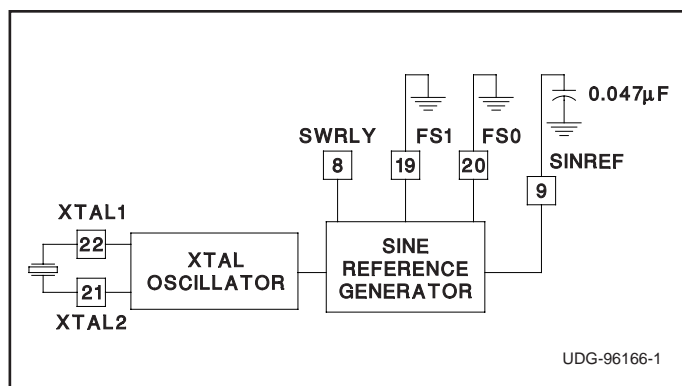 0.047µF
SWRLY FS1 FS0
SINREF
8 19 20
9
XTAL1
22
XTAL
OSCILLATOR
SINE
REFERENCE
GENERATOR
21
XTAL2
UDG-96166-1